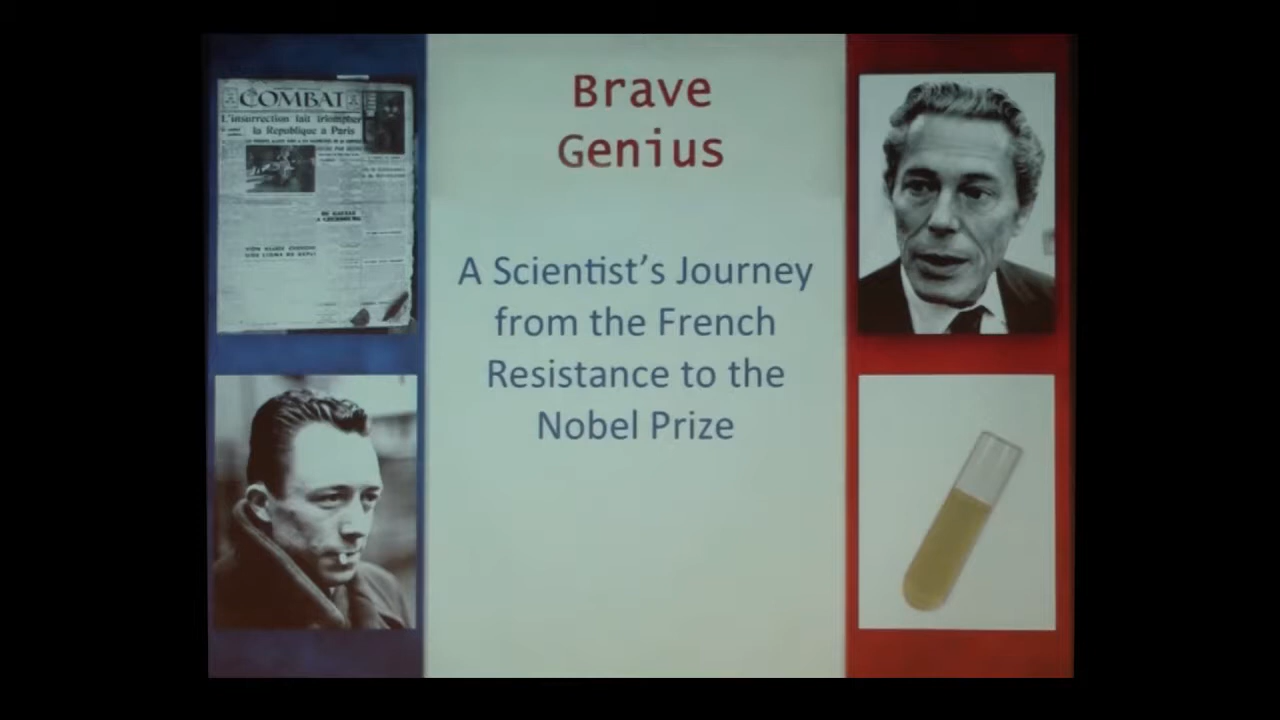 COMBAT
L'insurrection fait triompher
la République à Paris
Brave
Genius
A Scientist's Journey
from the French
Resistance to the
Nobel Prize